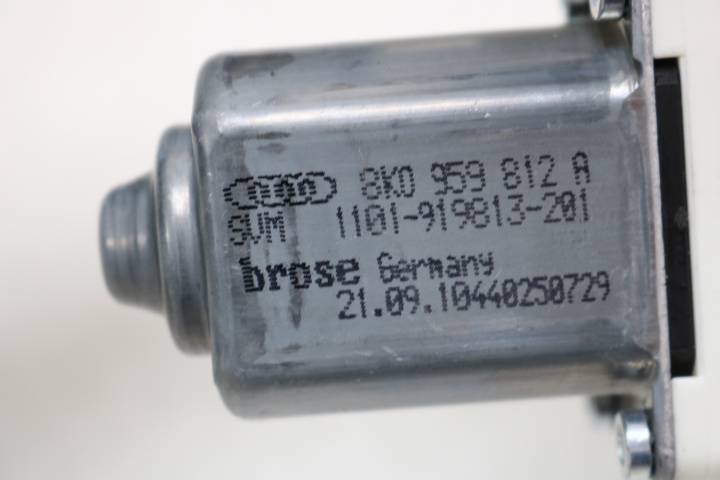 8K0 959 812 A
SVM 1101-919813-201
brose Germany
21.09.10440250729